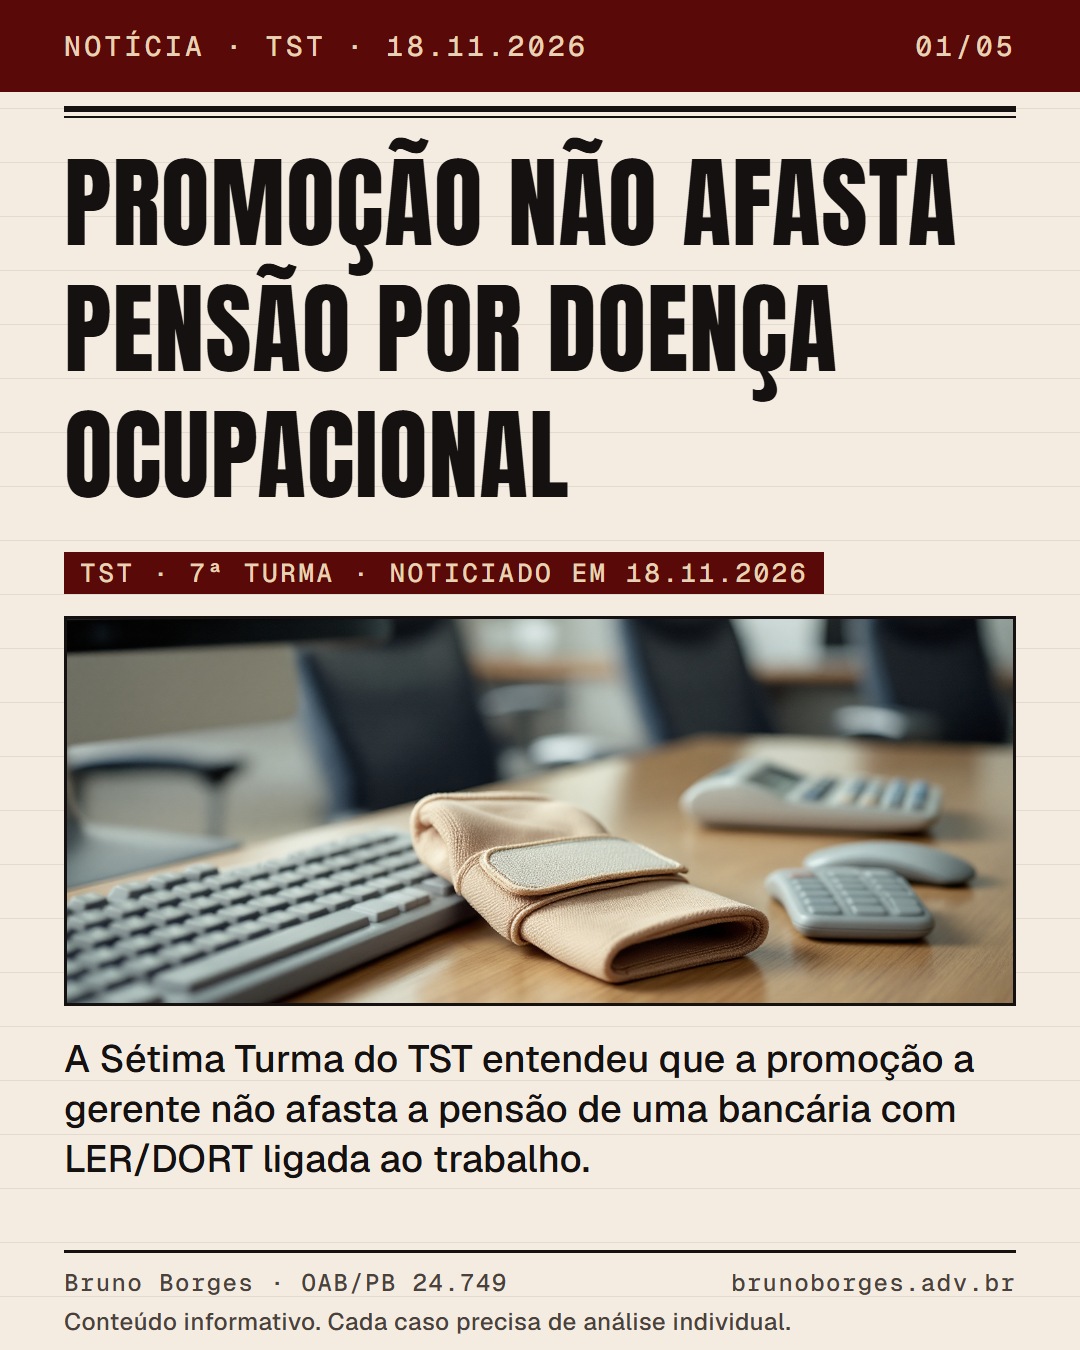 NOTÍCIA · TST · 18.11.2026
01/05
PROMOÇÃO NÃO AFASTA
PENSÃO POR DOENÇA
OCUPACIONAL
TST · 7ª TURMA · NOTICIADO EM 18.11.2026
A Sétima Turma do TST entendeu que a promoção a
gerente não afasta a pensão de uma bancária com
LER/DORT ligada ao trabalho.
Bruno Borges · OAB/PB 24.749
brunoborges.adv.br
Conteúdo informativo. Cada caso precisa de análise individual.